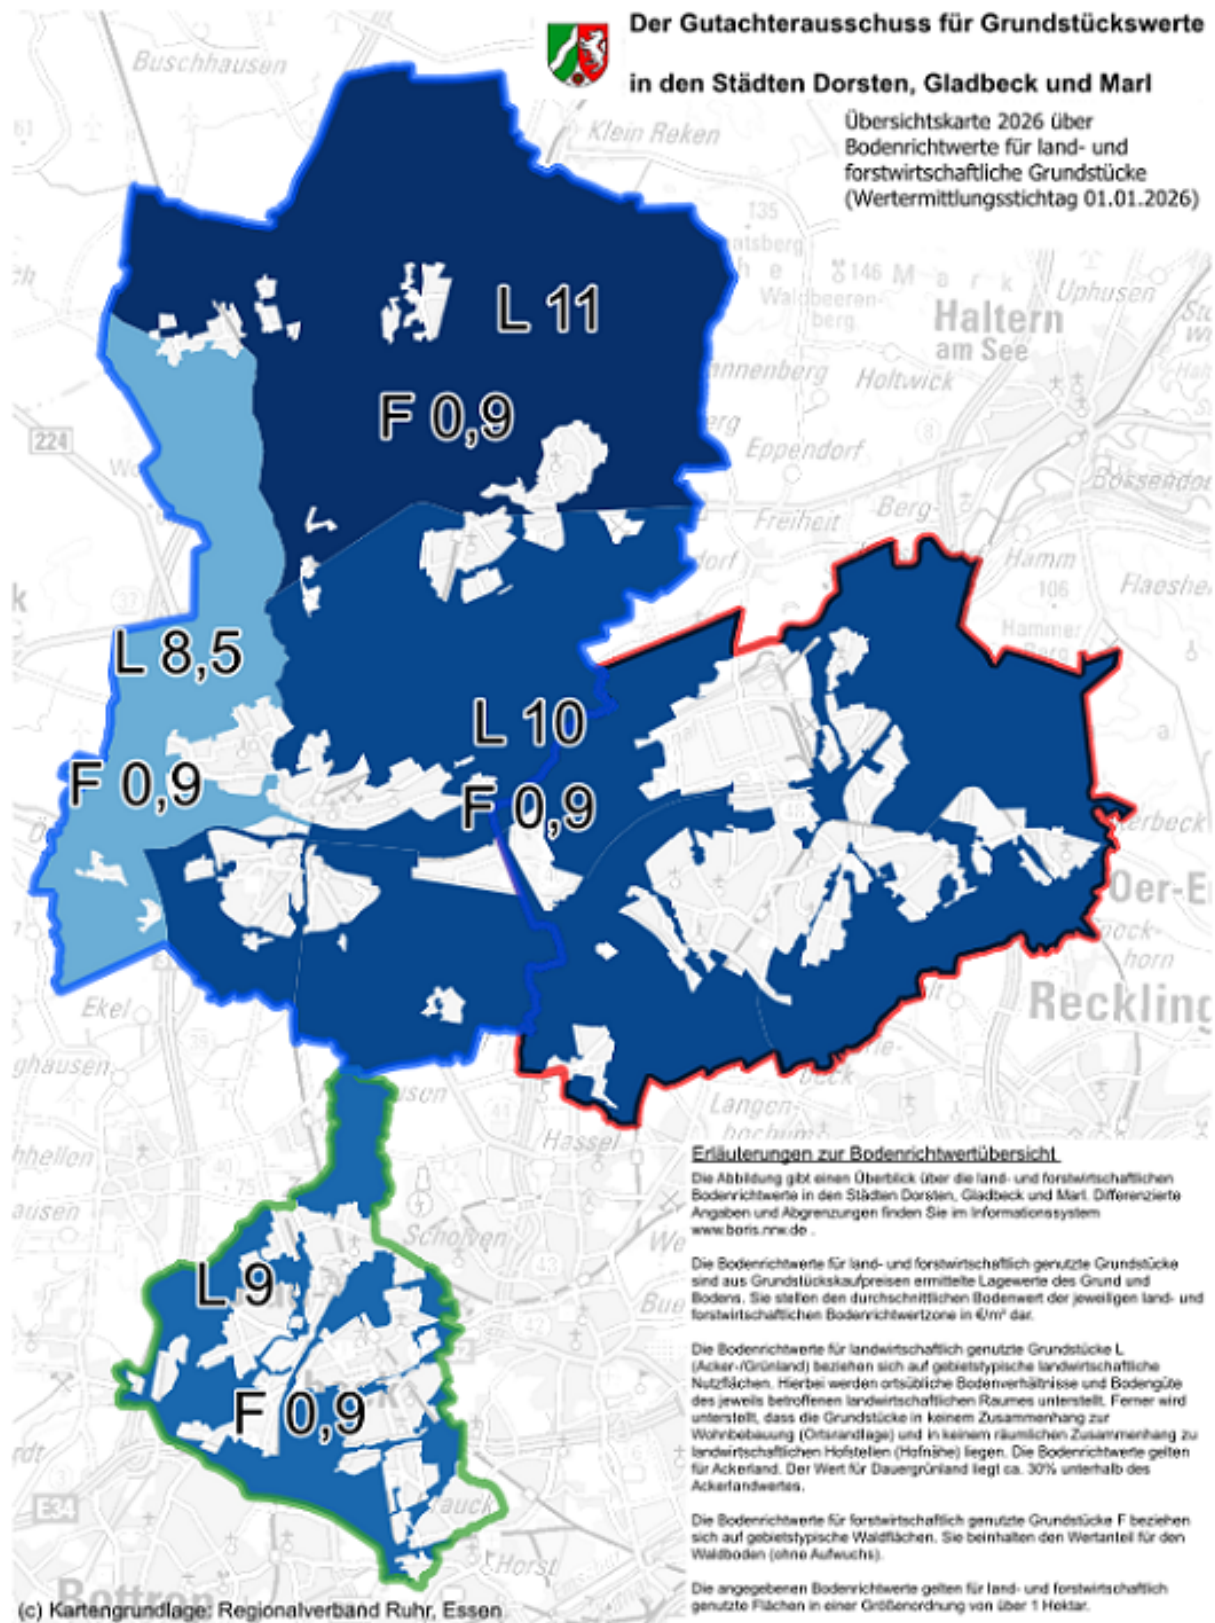 Der Gutachterausschuss für Grundstückswerte
in den Städten Dorsten, Gladbeck und Marl
Übersichtskarte 2026 über
Bodenrichtwerte für land- und
forstwirtschaftliche Grundstücke
(Wertermittlungsstichtag 01.01.2026)
Buschhausen
Klein Reken
135
146 M a r k
Uphusen
Haltern
am See
Holtwick
Eppendorf
224
Freiheit
Berg-
Hamm
106
Hammer
L 11
F 0,9
L 8,5
F 0,9
L 10
F 0,9
Ekel
Hassel
Langen-
horn
Scholven
L 9
F 0,9
E34
Horst
Erläuterungen zur Bodenrichtwertübersicht
Die Abbildung gibt einen Überblick über die land- und forstwirtschaftlichen
Bodenrichtwerte in den Städten Dorsten, Gladbeck und Marl. Differenzierte
Angaben und Abgrenzungen finden Sie im Informationssystem
www.boris.nrw.de .
Die Bodenrichtwerte für land- und forstwirtschaftlich genutzte Grundstücke
sind aus Grundstückskaufpreisen ermittelte Lagewerte des Grund und
Bodens. Sie stellen den durchschnittlichen Bodenwert der jeweiligen land- und
forstwirtschaftlichen Bodenrichtwertzone in €/m² dar.
Die Bodenrichtwerte für landwirtschaftlich genutzte Grundstücke L
(Acker-/Grünland) beziehen sich auf gebietstypische landwirtschaftliche
Nutzflächen. Hierbei werden ortsübliche Bodenverhältnisse und Bodengüte
des jeweils betroffenen landwirtschaftlichen Raumes unterstellt. Ferner wird
unterstellt, dass die Grundstücke in keinem Zusammenhang zur
Wohnbebauung (Ortsrandlage) und in keinem räumlichen Zusammenhang zu
landwirtschaftlichen Hofstellen (Hofnähe) liegen. Die Bodenrichtwerte gelten
für Ackerland. Der Wert für Dauergrünland liegt ca. 30% unterhalb des
Ackerlandwertes.
Die Bodenrichtwerte für forstwirtschaftlich genutzte Grundstücke F beziehen
sich auf gebietstypische Waldflächen. Sie beinhalten den Wertanteil für den
Waldboden (ohne Aufwuchs).
Die angegebenen Bodenrichtwerte gelten für land- und forstwirtschaftlich
genutzte Flächen in einer Größenordnung von über 1 Hektar.
(c) Kartengrundlage: Regionalverband Ruhr, Essen